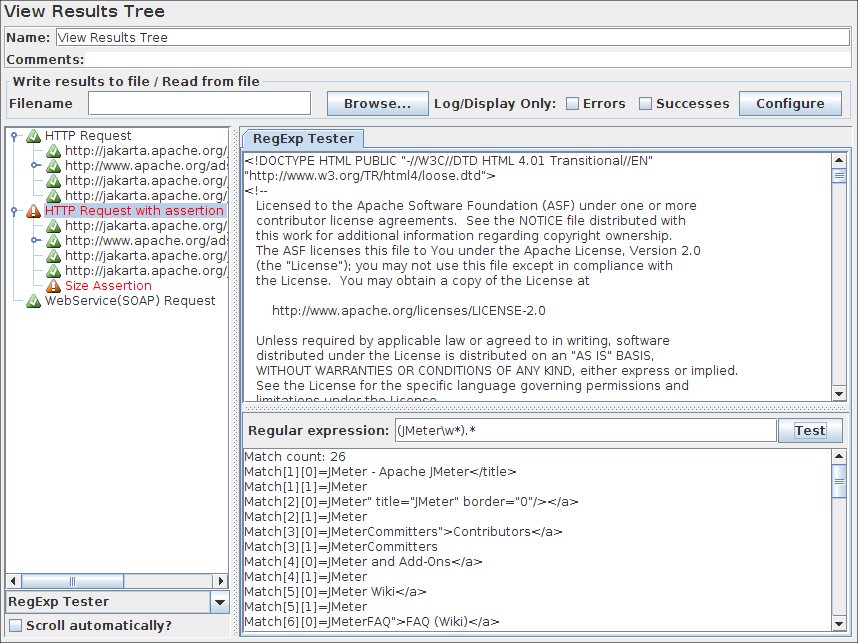 View Results Tree
Name: View Results Tree
Comments:
Write results to file / Read from file
Filename Browse... Log/Display Only: Errors Successes Configure
HTTP Request
http://jakarta.apache.org/
http://www.apache.org/ads
http://jakarta.apache.org/
http://jakarta.apache.org/
HTTP Request with assertion
http://jakarta.apache.org/
http://www.apache.org/ads
http://jakarta.apache.org/
http://jakarta.apache.org/
Size Assertion
WebService(SOAP) Request
RegExp Tester
Scroll automatically?
RegExp Tester
<!DOCTYPE HTML PUBLIC "-//W3C//DTD HTML 4.01 Transitional//EN"
"http://www.w3.org/TR/html4/loose.dtd">
<!--
Licensed to the Apache Software Foundation (ASF) under one or more
contributor license agreements.  See the NOTICE file distributed with
this work for additional information regarding copyright ownership.
The ASF licenses this file to You under the Apache License, Version 2.0
(the "License"); you may not use this file except in compliance with
the License.  You may obtain a copy of the License at
http://www.apache.org/licenses/LICENSE-2.0
Unless required by applicable law or agreed to in writing, software
distributed under the License is distributed on an "AS IS" BASIS,
WITHOUT WARRANTIES OR CONDITIONS OF ANY KIND, either express or implied.
See the License for the specific language governing permissions and
limitations under the License
Regular expression: (JMeter\w*).* Test
Match count: 26
Match[1][0]=JMeter - Apache JMeter</title>
Match[1][1]=JMeter
Match[2][0]=JMeter" title="JMeter" border="0"/></a>
Match[2][1]=JMeter
Match[3][0]=JMeterCommitters">Contributors</a>
Match[3][1]=JMeterCommitters
Match[4][0]=JMeter and Add-Ons</a>
Match[4][1]=JMeter
Match[5][0]=JMeter Wiki</a>
Match[5][1]=JMeter
Match[6][0]=JMeterFAQ">FAQ (Wiki)</a>